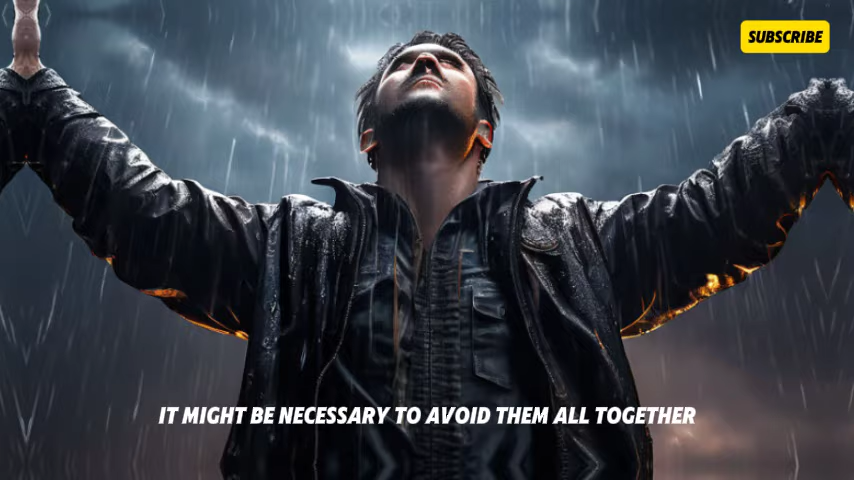 SUBSCRIBE
IT MIGHT BE NECESSARY TO AVOID THEM ALL TOGETHER